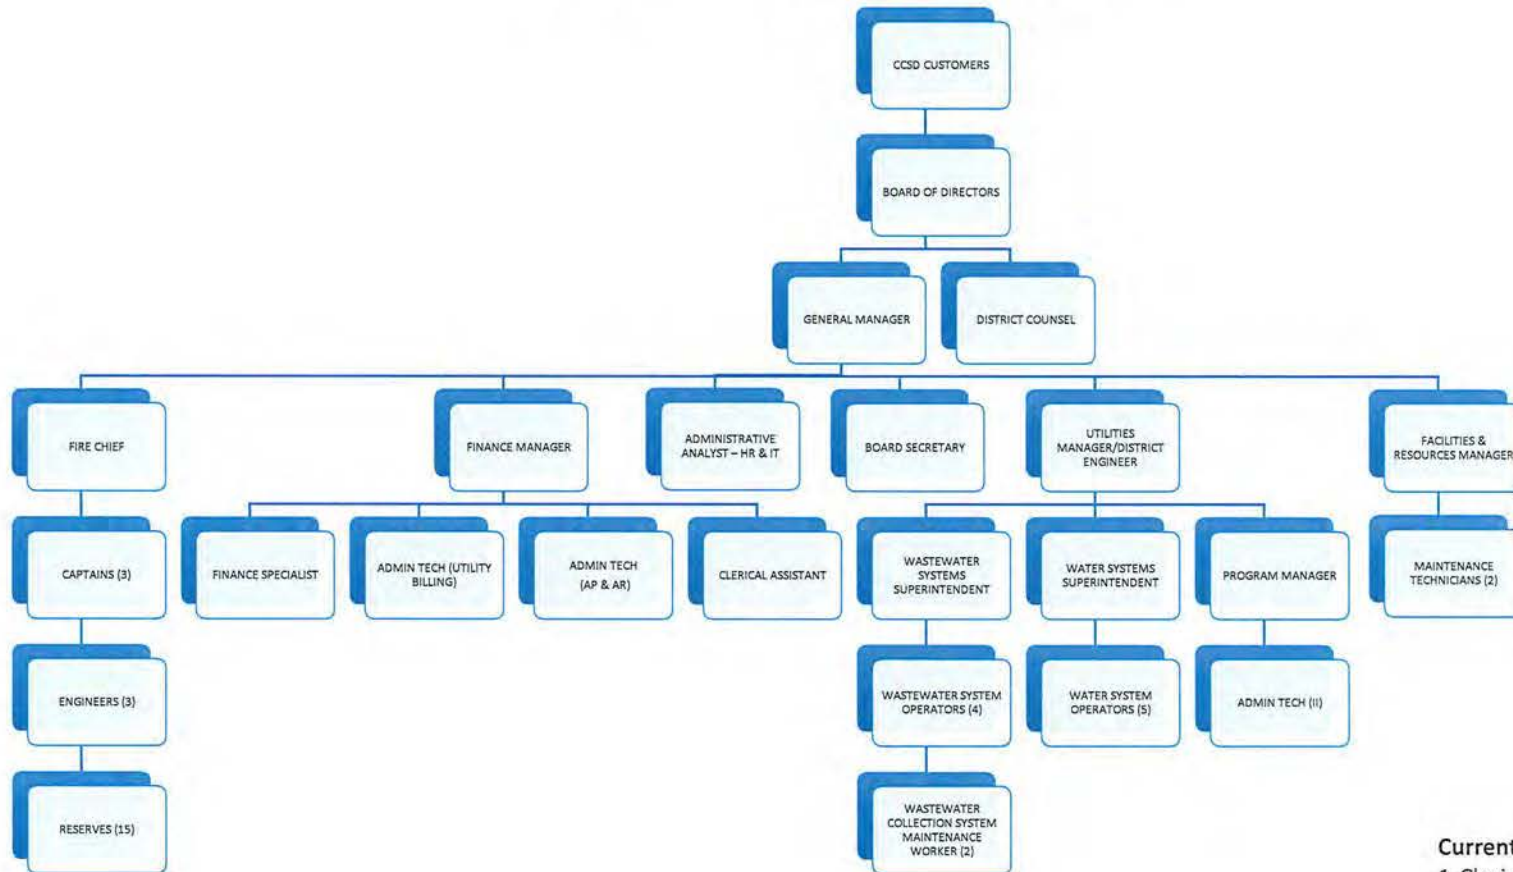 CCSD CUSTOMERS
BOARD OF DIRECTORS
GENERAL MANAGER
DISTRICT COUNSEL
FIRE CHIEF
FINANCE MANAGER
ADMINISTRATIVE
ANALYST – HR & IT
BOARD SECRETARY
UTILITIES
MANAGER/DISTRICT
ENGINEER
FACILITIES &
RESOURCES MANAGER
CAPTAINS (3)
FINANCE SPECIALIST
ADMIN TECH (UTILITY
BILLING)
ADMIN TECH
(AP & AR)
CLERICAL ASSISTANT
WASTEWATER
SYSTEMS
SUPERINTENDENT
WATER SYSTEMS
SUPERINTENDENT
PROGRAM MANAGER
MAINTENANCE
TECHNICIANS (2)
ENGINEERS (3)
WASTEWATER SYSTEM
OPERATORS (4)
WATER SYSTEM
OPERATORS (5)
ADMIN TECH (II)
RESERVES (15)
WASTEWATER
COLLECTION SYSTEM
MAINTENANCE
WORKER (2)
Current